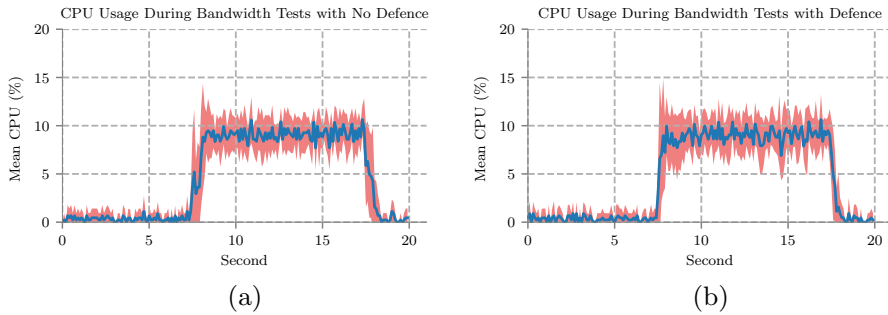 CPU Usage During Bandwidth Tests with No Defence
20
15
10
5
0
Mean CPU (%)
0 5 10 15 20
Second
(a)
CPU Usage During Bandwidth Tests with Defence
20
15
10
5
0
Mean CPU (%)
0 5 10 15 20
Second
(b)